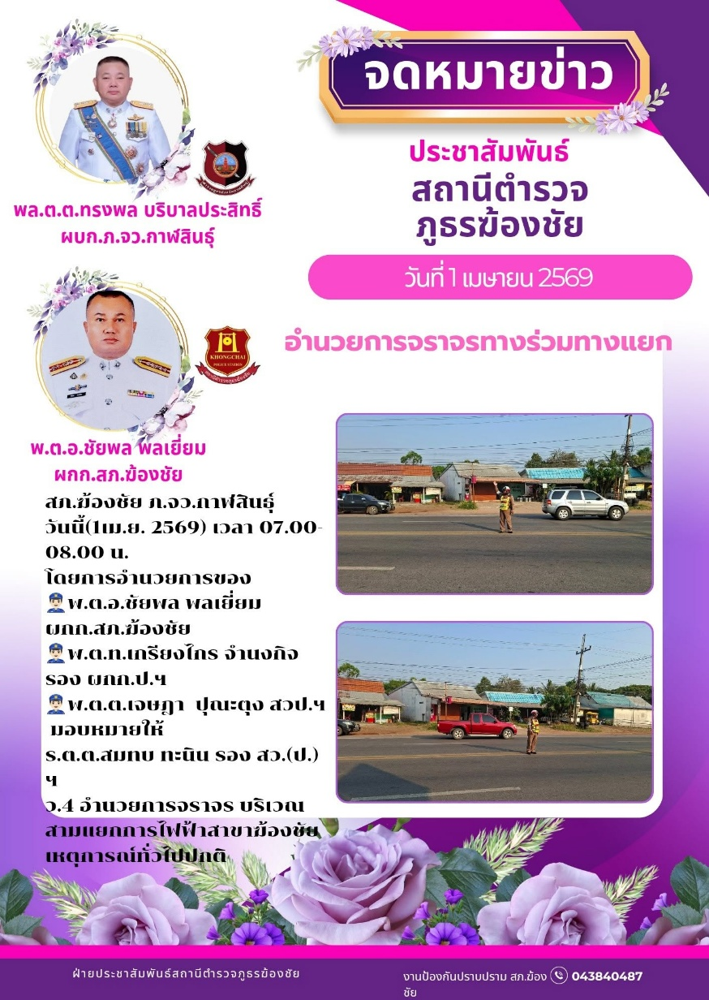 จดหมายข่าว
ประชาสัมพันธ์
สถานีตำรวจ
ภูธรฆ้องชัย
วันที่ 1 เมษายน 2569
พล.ต.ต.ทรงพล บริบาลประสิทธิ์
ผบก.ภ.จว.กาฬสินธุ์
KHONGCHAI
POLICE STATION
สถานีตำรวจภูธรฆ้องชัย
พ.ต.อ.ชัยพล พลเยี่ยม
ผกก.สภ.ฆ้องชัย
อำนวยการจราจรทางร่วมทางแยก
สภ.ฆ้องชัย ภ.จว.กาฬสินธุ์
วันนี้(1เม.ย. 2569) เวลา 07.00-
08.00 น.
โดยการอำนวยการของ
👮🏻‍♂️พ.ต.อ.ชัยพล พลเยี่ยม
ผกก.สภ.ฆ้องชัย
👮🏻‍♂️พ.ต.ท.เกรียงไกร จำนงกิจ
รอง ผกก.ป.ฯ
👮🏻‍♂️พ.ต.ต.เจษฎา ปุณะตุง สวป.ฯ
มอบหมายให้
ร.ต.ต.สมทบ ทะนิน รอง สว.(ป.)
ฯ
ว.4 อำนวยการจราจร บริเวณ
สามแยกการไฟฟ้าสาขาฆ้องชัย
เหตุการณ์ทั่วไปปกติ
ฝ่ายประชาสัมพันธ์สถานีตำรวจภูธรฆ้องชัย
งานป้องกันปราบปราม สภ.ฆ้อง
ชัย
043840487